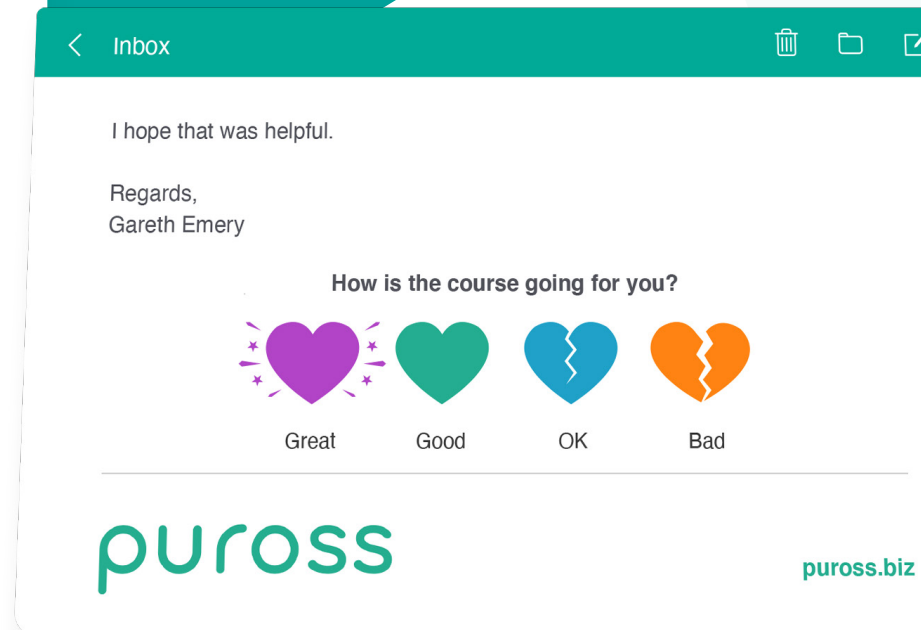 Inbox
I hope that was helpful.
Regards,
Gareth Emery
How is the course going for you?
Great Good OK Bad
puross
puross.biz